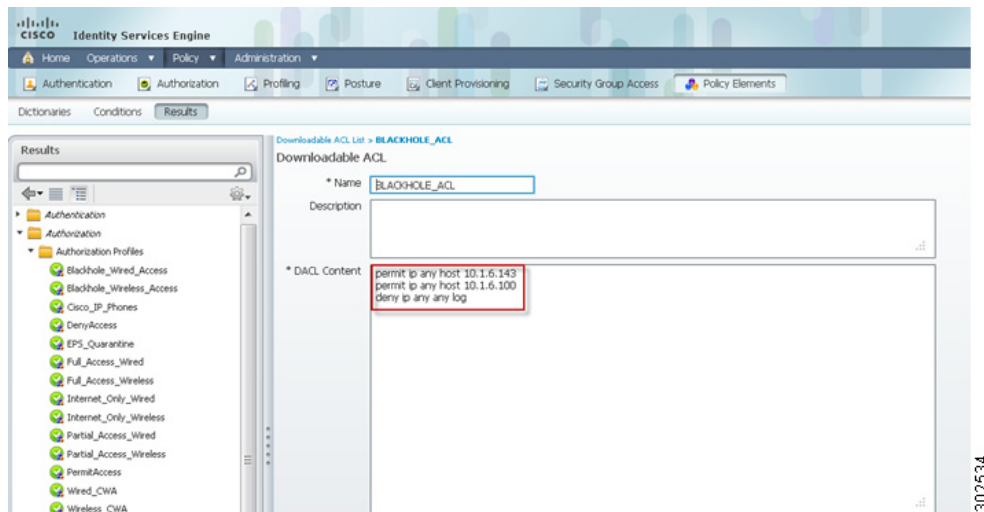 CISCO Identity Services Engine
Home Operations Policy Administration
Authentication Authorization Profiling Posture Client Provisioning Security Group Access Policy Elements
Dictionaries Conditions Results
Results
Authentication
Authorization
Authorization Profiles
Blackhole_Wired_Access
Blackhole_Wireless_Access
Cisco_IP_Phones
DenyAccess
EPS_Quarantine
Full_Access_Wired
Full_Access_Wireless
Internet_Only_Wired
Internet_Only_Wireless
Partial_Access_Wired
Partial_Access_Wireless
PermitAccess
Wired_CWA
Wireless_CWA
Downloadable ACL List > BLACKHOLE_ACL
Downloadable ACL
* Name BLACKHOLE_ACL
Description
* DACL Content
permit ip any host 10.1.6.143
permit ip any host 10.1.6.100
deny ip any any log
302534